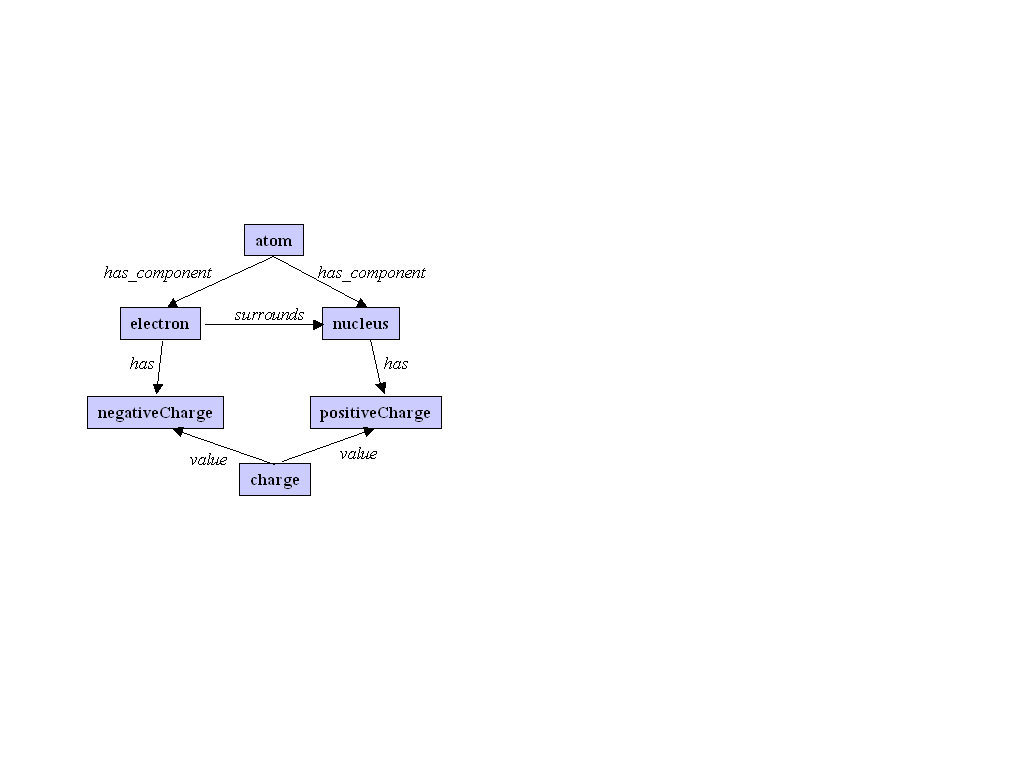 atom
has_component
has_component
surrounds
electron
nucleus
has
has
negativeCharge
positiveCharge
value
value
charge